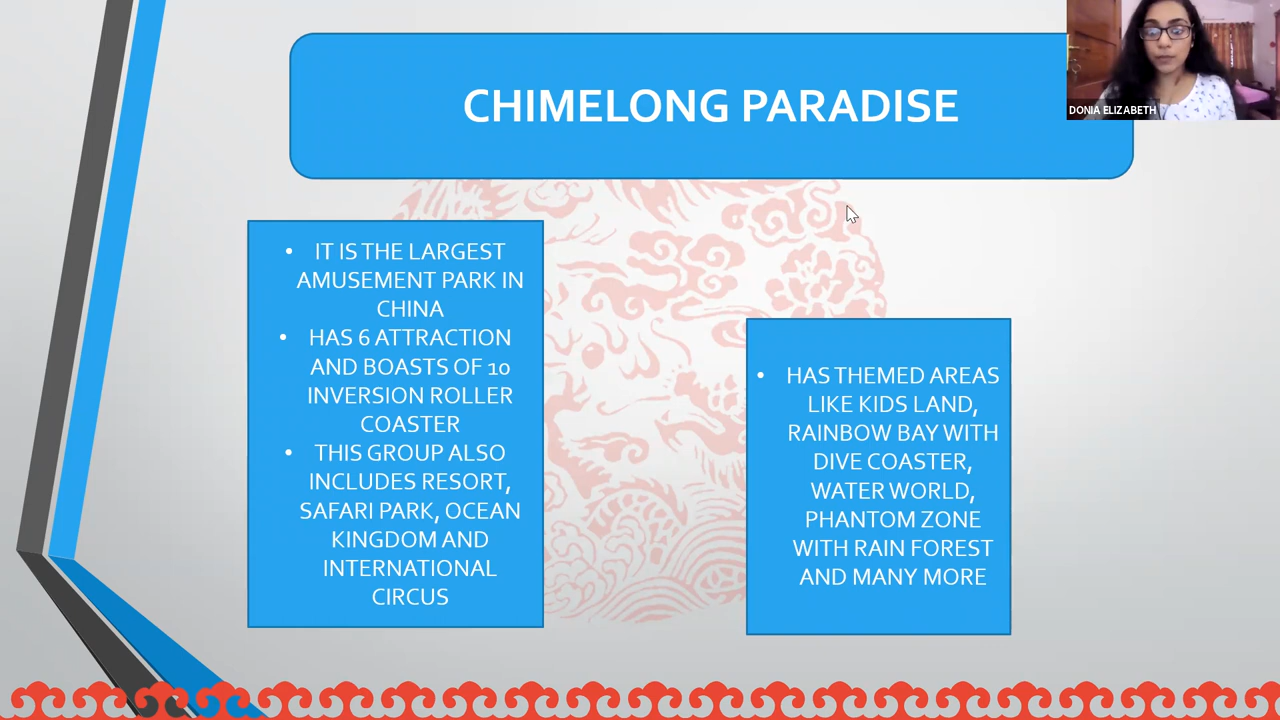 CHIMELONG PARADISE
DONIA ELIZABETH
• IT IS THE LARGEST
AMUSEMENT PARK IN
CHINA
• HAS 6 ATTRACTION
AND BOASTS OF 10
INVERSION ROLLER
COASTER
• THIS GROUP ALSO
INCLUDES RESORT,
SAFARI PARK, OCEAN
KINGDOM AND
INTERNATIONAL
CIRCUS
• HAS THEMED AREAS
LIKE KIDS LAND,
RAINBOW BAY WITH
DIVE COASTER,
WATER WORLD,
PHANTOM ZONE
WITH RAIN FOREST
AND MANY MORE